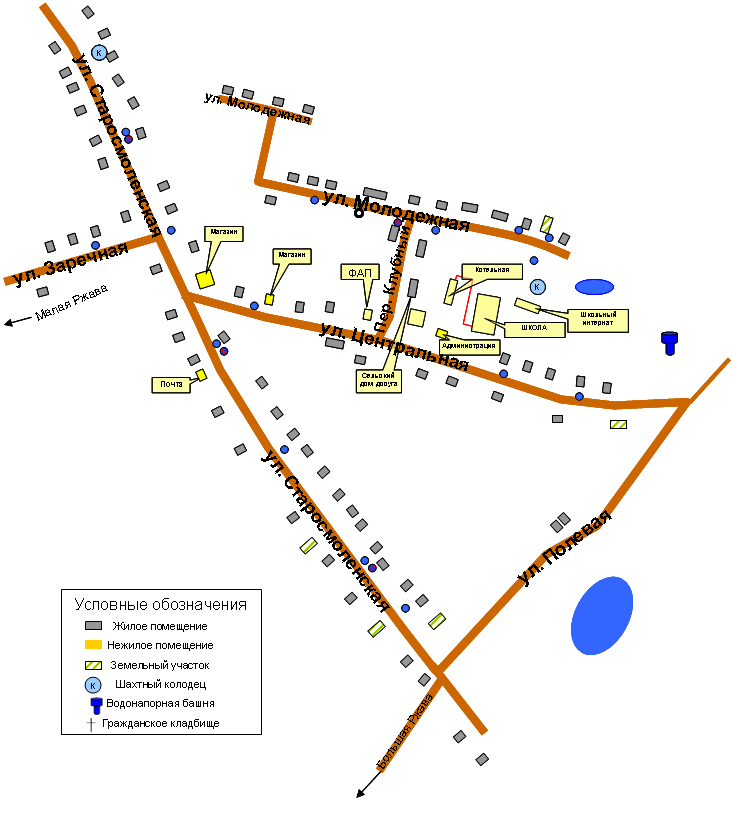 ул. Старосмоленская
К
ул. Молодежная
ул. Молодежная
Магазин
Магазин
ул. Заречная
Малая Ржава
ФАП
пер. Клубный
Котельная
К
Школьный
интернат
ШКОЛА
ул. Центральная
Администрация
Сельский
дом досуга
Почта
ул. Старосмоленская
ул. Полевая
Большая Ржава
Условные обозначения
Жилое помещение
Нежилое помещение
Земельный участок
К
Шахтный колодец
Водонапорная башня
Гражданское кладбище